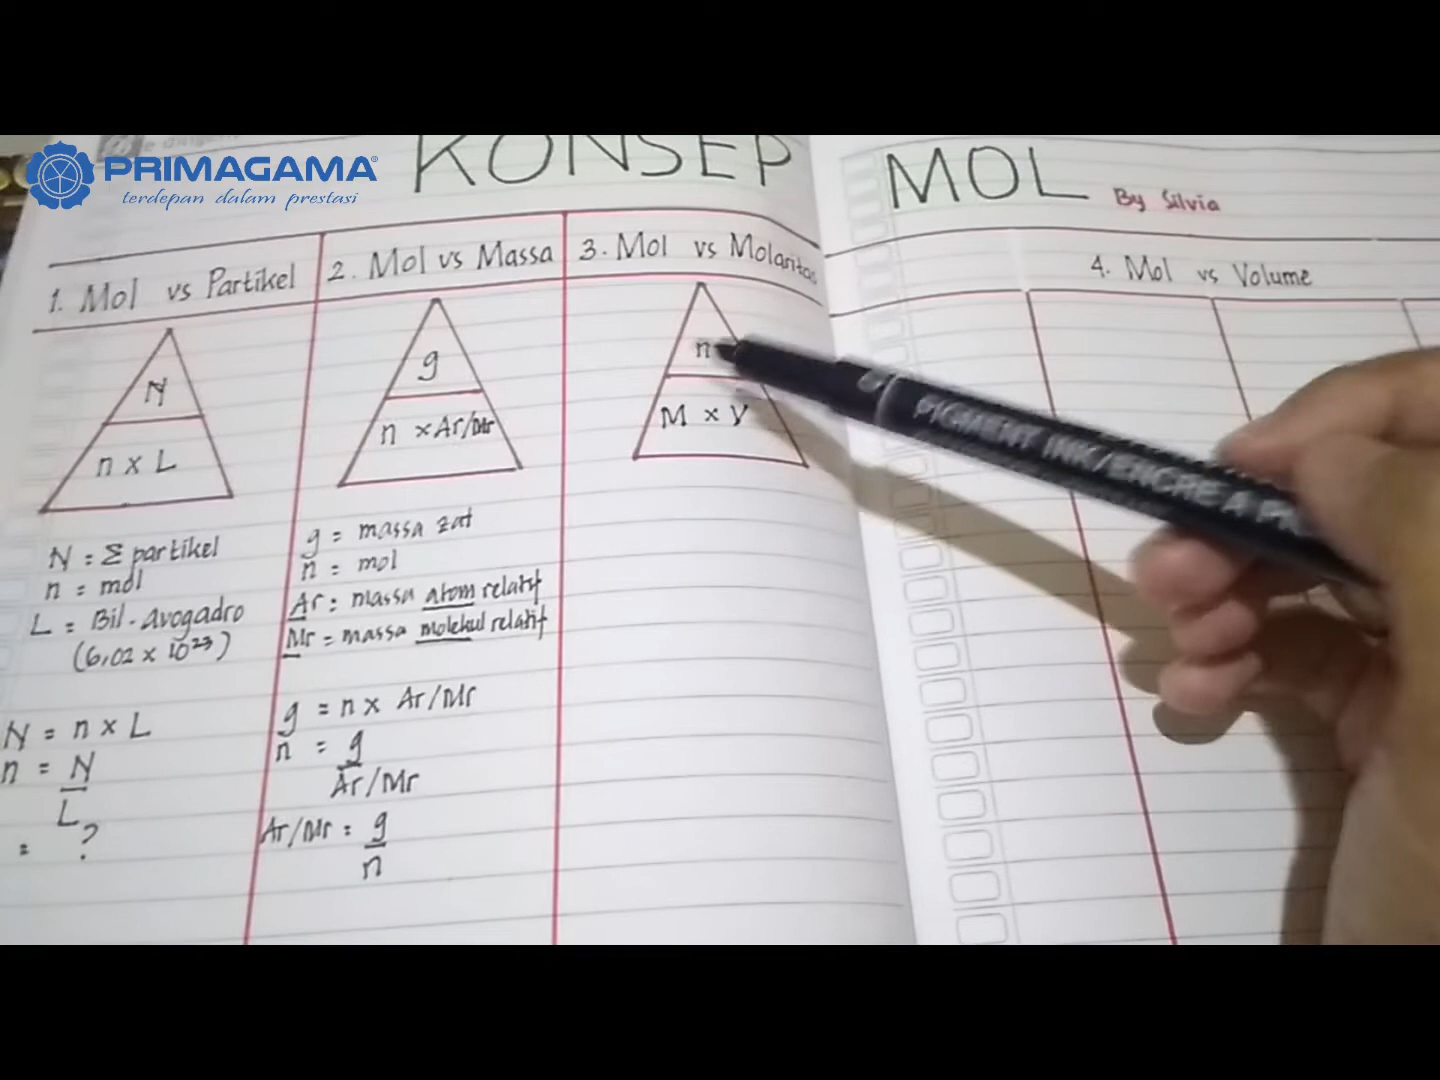 PRIMAGAMA®
terdepan dalam prestasi
KONSEP MOL By Silvia
1. Mol vs Partikel
N
n x L
N = Σ partikel
n = mol
L = Bil. Avogadro
(6,02 x 10²³)
N = n x L
n = N
L
= ?
2. Mol vs Massa
g
n x Ar/Mr
g = massa zat
n = mol
Ar = massa atom relatif
Mr = massa molekul relatif
g = n x Ar/Mr
n = g
Ar/Mr
Ar/Mr = g
n
3. Mol vs Molaritas
n
M x V
4. Mol vs Volume
PIGMENT INK/ENCRE A